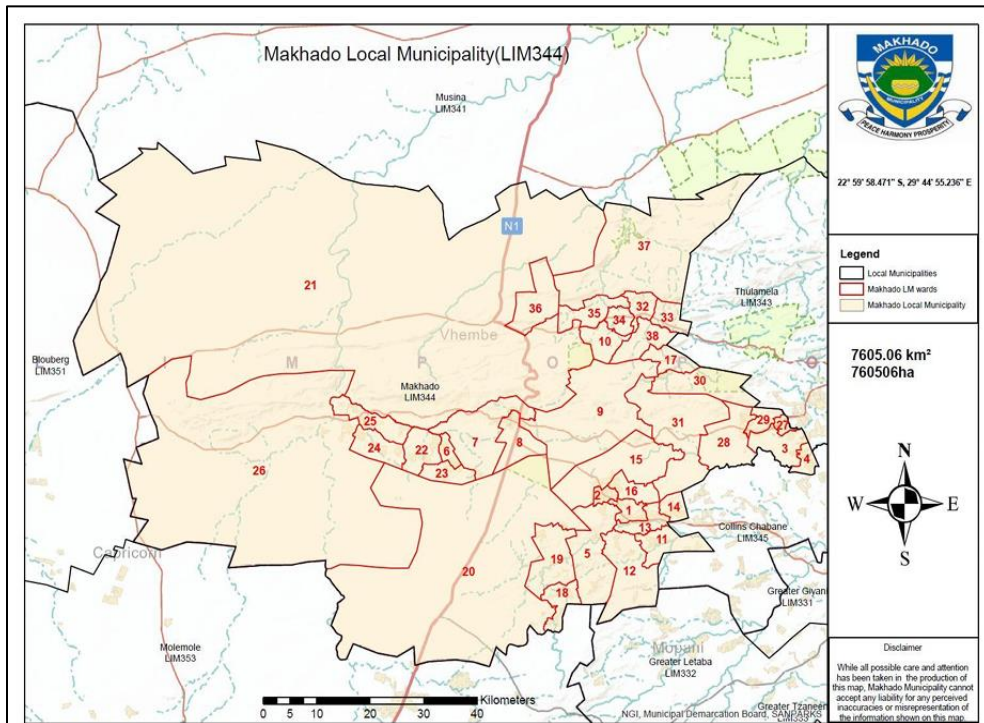 Makhado Local Municipality(LIM344)
Musina
LIM341
N1
37
21
36
35
32
34
33
10
38
Thulamela
LIM343
Vhembe
17
L I M P O P O
Blouberg
LIM351
Makhado
LIM344
30
9
25
31
7
8
29
27
24
22
6
28
3
4
15
26
23
2
16
1
14
13
Collins Chabane
LIM345
11
Capricorn
19
5
12
20
18
Greater Giyani
LIM331
Molemole
LIM353
Mopani
Greater Letaba
LIM332
Kilometers
0 5 10 20 30 40
NGI, Municipal Demarcation Board, SANPARKS
Greater Tzaneen
MAKHADO
MUNICIPALITY
PEACE HARMONY PROSPERITY
22° 59' 58.471" S, 29° 44' 55.236" E
Legend
Local Municipalities
Makhado LM wards
Makhado Local Municipality
7605.06 km²
760506ha
N
W E
S
Disclaimer
While all possible care and attention
has been taken in the production of
this map, Makhado Municipality cannot
accept any liability for any perceived
inaccuracies or misrepresentation of
the information shown on this map.